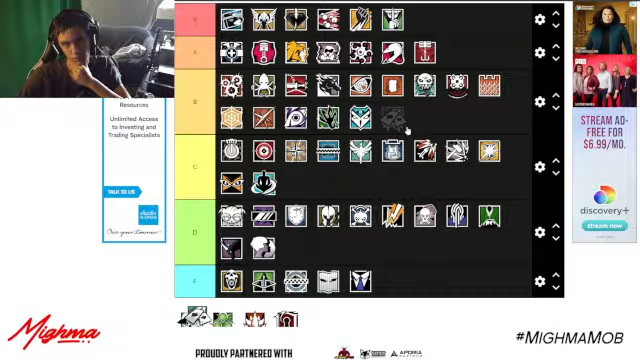 Resources
Unlimited Access
to Investing and
Trading Specialists
TALK TO US
S
A
B
C
D
F
STREAM AD-
FREE FOR
$6.99/MO.
discovery+
Stream now
Mighma
PROUDLY PARTNERED WITH
APORIA
#MIGHMAMOB